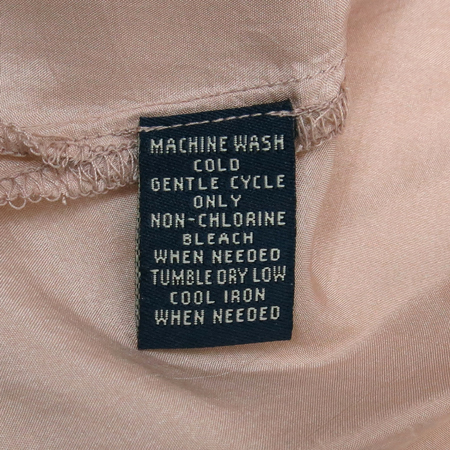 MACHINE WASH
COLD
GENTLE CYCLE
ONLY
NON-CHLORINE
BLEACH
WHEN NEEDED
TUMBLE DRY LOW
COOL IRON
WHEN NEEDED